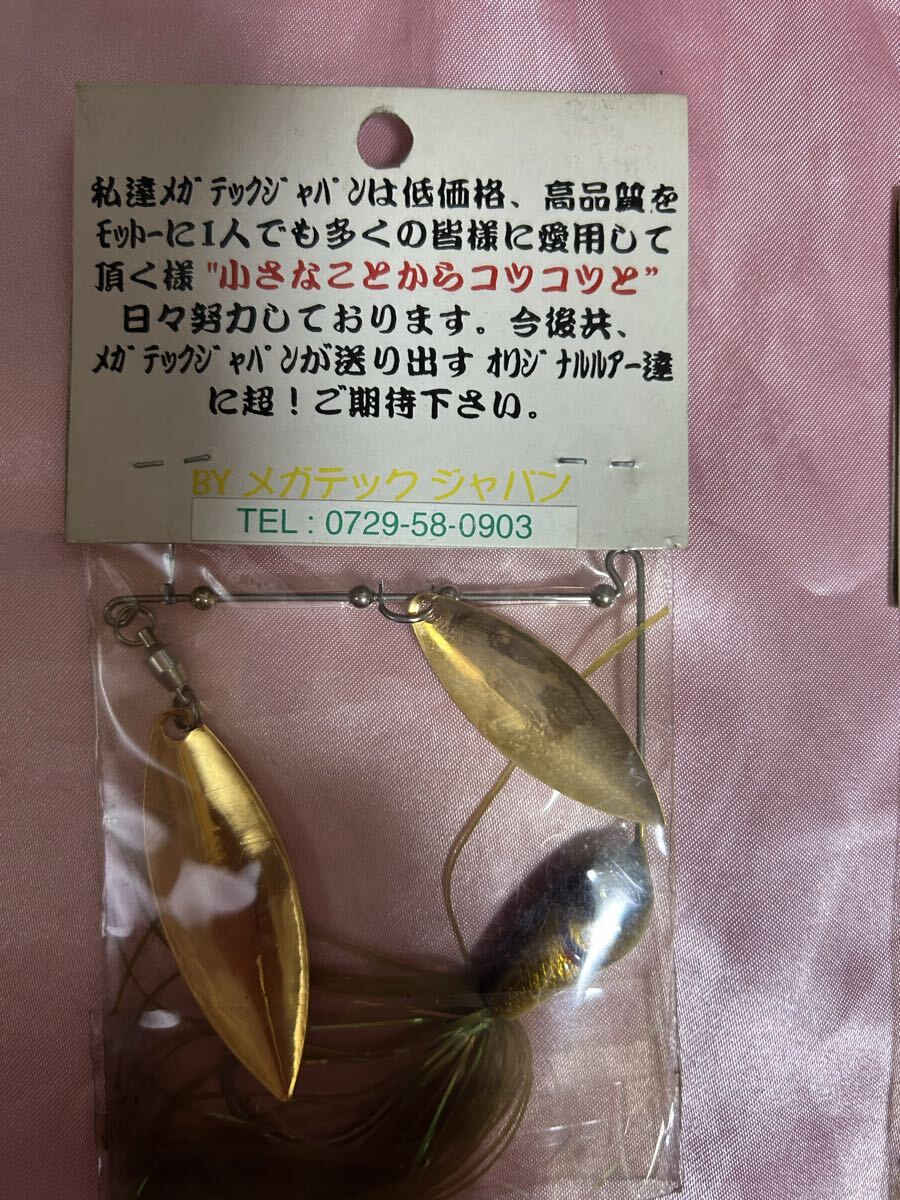 私達ﾒｶﾞﾃｯｸｼﾞｬﾊﾟﾝは低価格、高品質を
ﾓｯﾄｰに1人でも多くの皆様に愛用して
頂く様"小さなことからコツコツと"
日々努力しております。今後共、
ﾒｶﾞﾃｯｸｼﾞｬﾊﾟﾝが送り出すｵﾘｼﾞﾅﾙﾙｱｰ達
に超！ご期待下さい。
BY メガテック ジャパン
TEL : 0729-58-0903